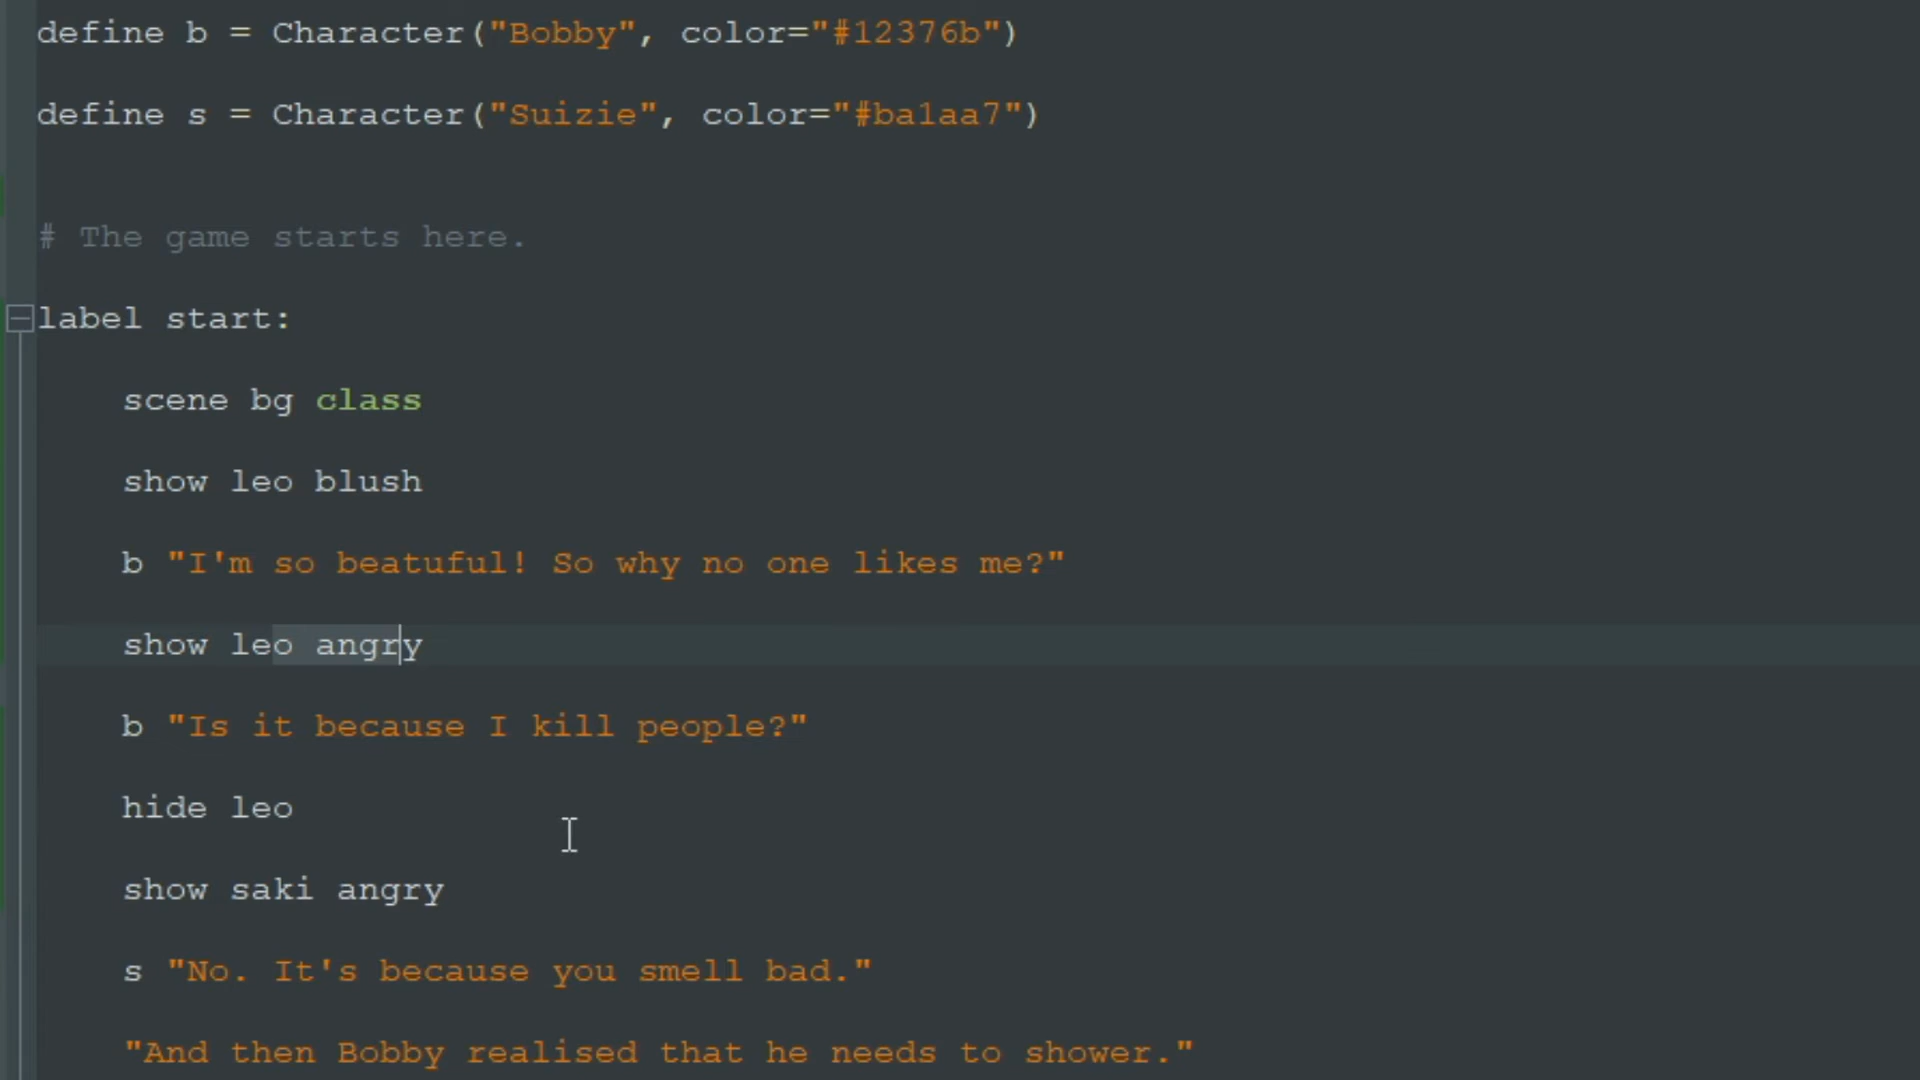 define b = Character("Bobby", color="#12376b")
define s = Character("Suizie", color="#ba1aa7")
# The game starts here.
label start:
scene bg class
show leo blush
b "I'm so beatuful! So why no one likes me?"
show leo angry
b "Is it because I kill people?"
hide leo
show saki angry
s "No. It's because you smell bad."
"And then Bobby realised that he needs to shower."